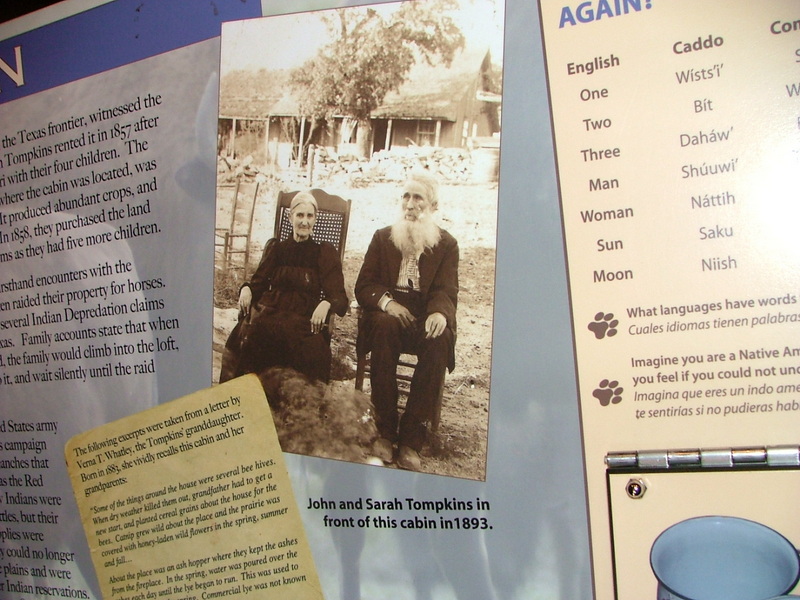 N
the Texas frontier, witnessed the
Tompkins rented it in 1857 after
with their four children. The
where the cabin was located, was
It produced abundant crops, and
In 1858, they purchased the land
as they had five more children.
firsthand encounters with the
raided their property for horses.
several Indian Depredation claims
Family accounts state that when
the family would climb into the loft,
it, and wait silently until the raid
States army
campaign
that
as the Red
Indians were
but their
were
could no longer
plains and were
Indian reservations.
The following excerpts were taken from a letter by
Verna T. Whatley, the Tompkins' granddaughter.
Born in 1883, she vividly recalls this cabin and her
grandparents:
"Some of the things around the house were several bee hives.
When dry weather killed them out, grandfather had to get a
new start, and planted cereal grains about the house for the
bees. Catnip grew wild about the place and the prairie was
covered with honey-laden wild flowers in the spring, summer
and fall...
About the place was an ash hopper where they kept the ashes
from the fireplace. In the spring, water was poured over the
ashes each day until the lye began to run. This was used to
Commercial lye was not known
John and Sarah Tompkins in
front of this cabin in1893.
AGAIN?
English Caddo
One Wísts'i'
Two Bít
Three Daháw'
Man Shúuwi'
Woman Náttih
Sun Saku
Moon Niish
What languages have words
Cuales idiomas tienen palabras
Imagine you are a Native
you feel if you could not
Imagina que eres un indo
te sentirías si no pudieras